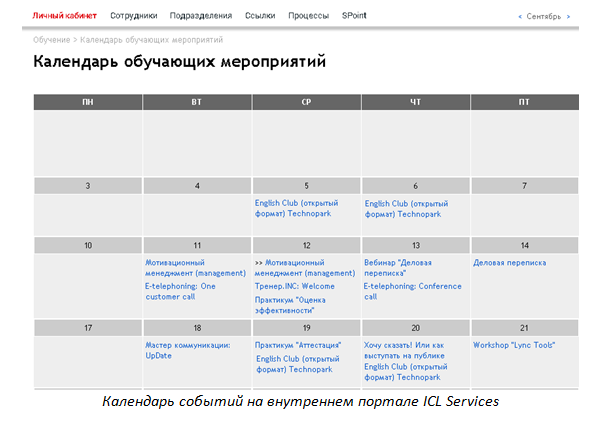 Личный кабинет Сотрудники Подразделения Ссылки Процессы SPoint < Сентябрь >
Обучение > Календарь обучающих мероприятий
Календарь обучающих мероприятий
ПН ВТ СР ЧТ ПТ
3 4 5 6 7
English Club (открытый формат) Technopark
English Club (открытый формат) Technopark
10 11 12 13 14
Мотивационный
менеджмент (management)
E-telephoning: One
customer call
>> Мотивационный
менеджмент (management)
Тренер.INC: Welcome
Практикум "Оценка
эффективности"
Вебинар "Деловая
переписка"
E-telephoning: Conference
call
Деловая переписка
17 18 19 20 21
Мастер коммуникации:
UpDate
Практикум "Аттестация"
English Club (открытый
формат) Technopark
Хочу сказать! Или как
выступать на публике
English Club (открытый
формат) Technopark
Workshop "Lync Tools"
Календарь событий на внутреннем портале ICL Services